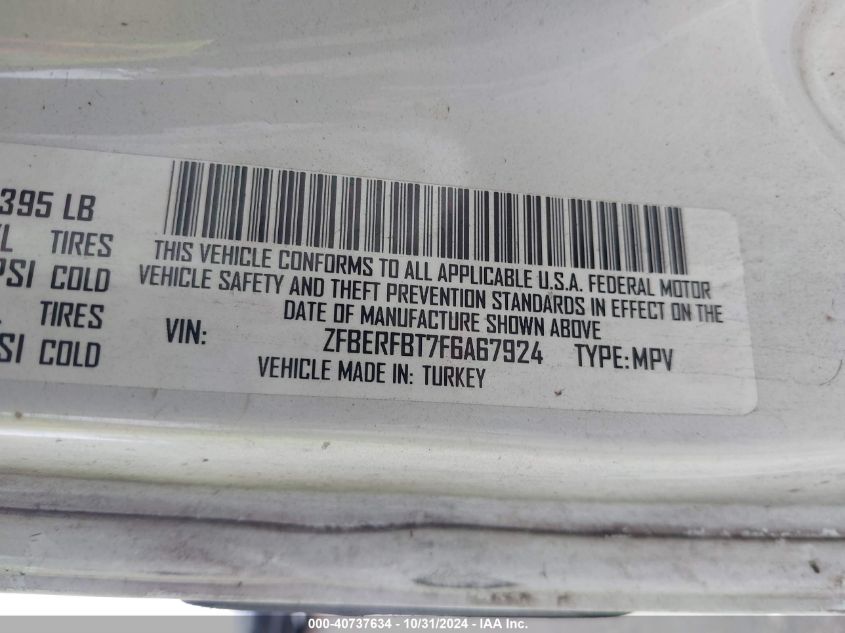 395 LB
TIRES
PSI COLD
TIRES
SI COLD
THIS VEHICLE CONFORMS TO ALL APPLICABLE U.S.A. FEDERAL MOTOR
VEHICLE SAFETY AND THEFT PREVENTION STANDARDS IN EFFECT ON THE
DATE OF MANUFACTURE SHOWN ABOVE
VIN: ZFBERFBT7F6A67924 TYPE:MPV
VEHICLE MADE IN: TURKEY
000-40737634 - 10/31/2024 - IAA Inc.